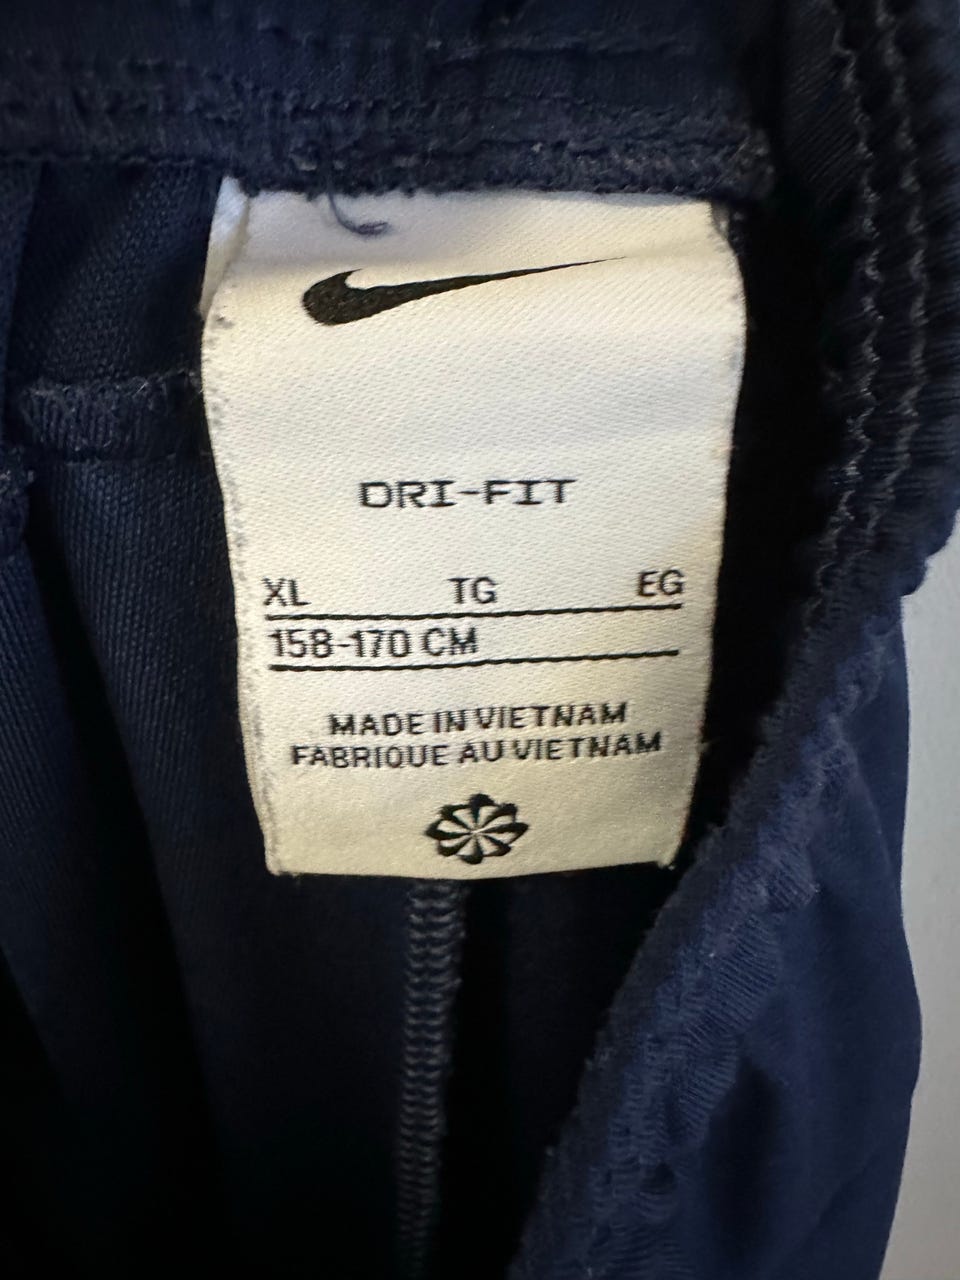 DRI-FIT
XL TG EG
158-170 CM
MADE IN VIETNAM
FABRIQUE AU VIETNAM